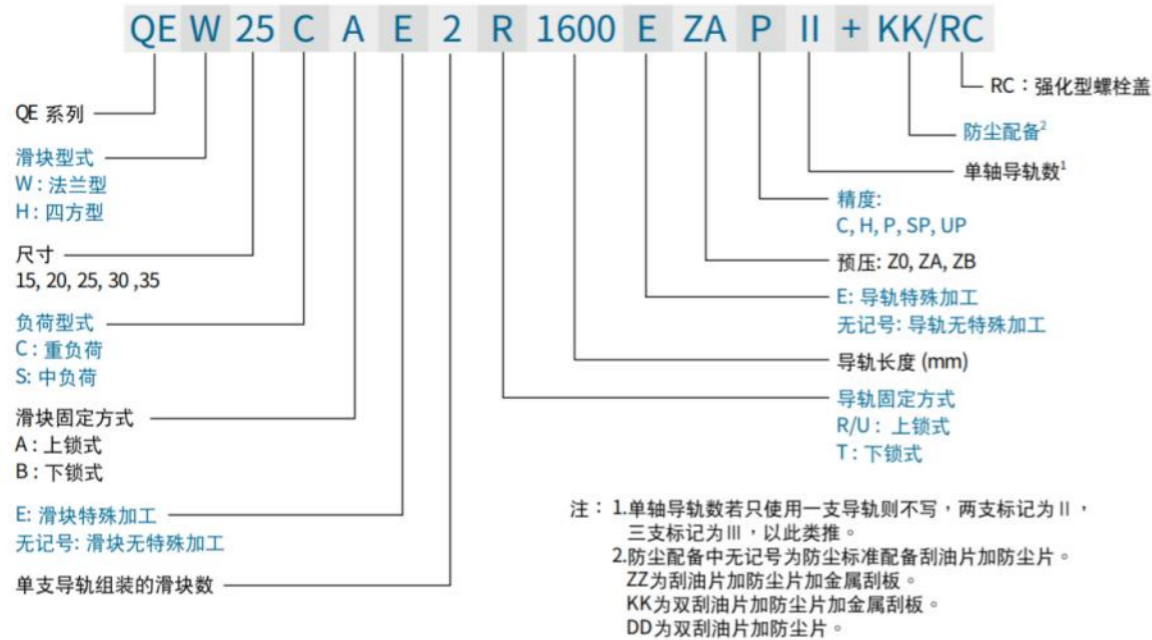 QE W 25 C A E 2 R 1600 E ZA P II + KK/RC
QE 系列
滑块型式
W : 法兰型
H : 四方型
尺寸
15, 20, 25, 30 ,35
负荷型式
C : 重负荷
S: 中负荷
滑块固定方式
A : 上锁式
B : 下锁式
E: 滑块特殊加工
无记号: 滑块无特殊加工
单支导轨组装的滑块数
RC：强化型螺栓盖
防尘配备²
单轴导轨数¹
精度:
C, H, P, SP, UP
预压: Z0, ZA, ZB
E: 导轨特殊加工
无记号: 导轨无特殊加工
导轨长度 (mm)
导轨固定方式
R/U : 上锁式
T : 下锁式
注： 1.单轴导轨数若只使用一支导轨则不写，两支标记为Ⅱ，
三支标记为Ⅲ，以此类推。
2.防尘配备中无记号为防尘标准配备刮油片加防尘片。
ZZ为刮油片加防尘片加金属刮板。
KK为双刮油片加防尘片加金属刮板。
DD为双刮油片加防尘片。